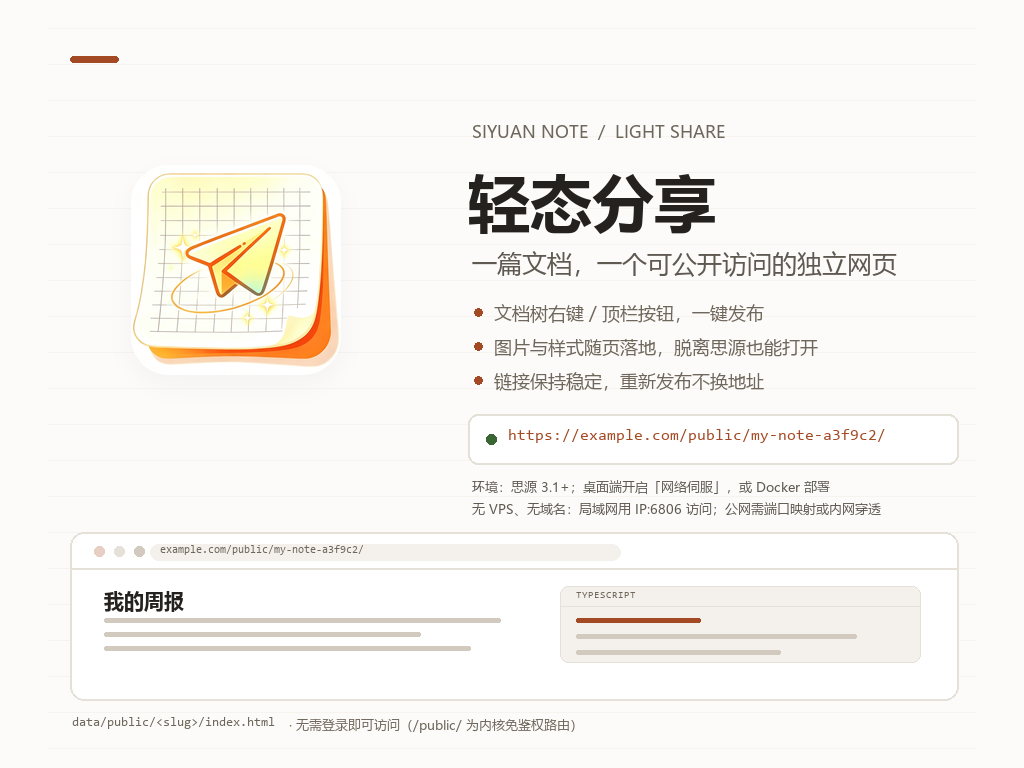 SIYUAN NOTE / LIGHT SHARE
轻态分享
一篇文档，一个可公开访问的独立网页
文档树右键 / 顶栏按钮，一键发布
图片与样式随页落地，脱离思源也能打开
链接保持稳定，重新发布不换地址
https://example.com/public/my-note-a3f9c2/
环境：思源 3.1+；桌面端开启「网络伺服」，或 Docker 部署
无 VPS、无域名：局域网用 IP:6806 访问；公网需端口映射或内网穿透
example.com/public/my-note-a3f9c2/
我的周报
TYPESCRIPT
data/public/<slug>/index.html · 无需登录即可访问（/public/ 为内核免鉴权路由）